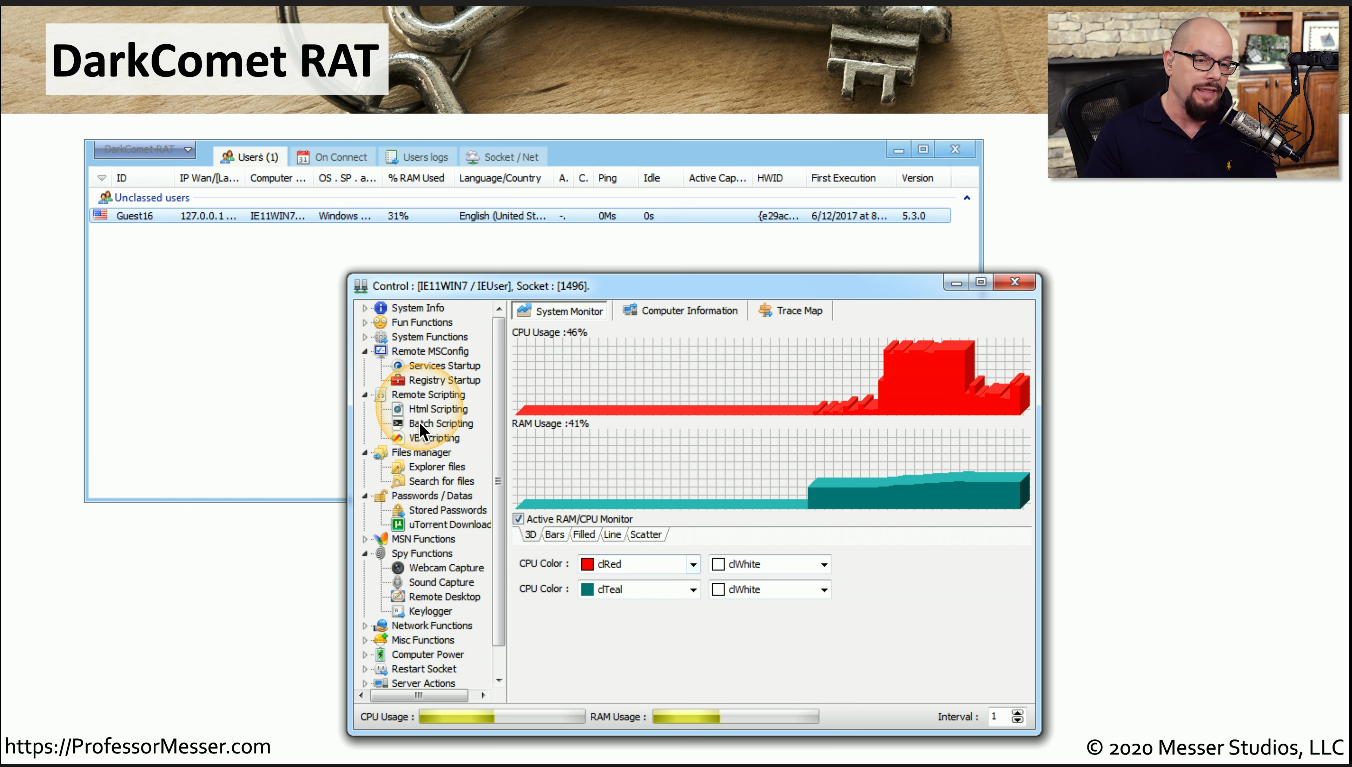 DarkComet RAT
DarkComet-RAT
Users (1)
On Connect
Users logs
Socket / Net
ID IP Wan/[La... Computer ... OS . SP . a... % RAM Used Language/Country A. C. Ping Idle Active Cap... HWID First Execution Version
Unclassed users
Guest16 127.0.0.1 ... IE11WIN7... Windows ... 31% English (United St... -. 0Ms 0s {e29ac... 6/12/2017 at 8... 5.3.0
Control : [IE11WIN7 / IEUser], Socket : [1496].
System Info
Fun Functions
System Functions
Remote MSConfig
Services Startup
Registry Startup
Remote Scripting
Html Scripting
Batch Scripting
VB Scripting
Files manager
Explorer files
Search for files
Passwords / Datas
Stored Passwords
uTorrent Download
MSN Functions
Spy Functions
Webcam Capture
Sound Capture
Remote Desktop
Keylogger
Network Functions
Misc Functions
Computer Power
Restart Socket
Server Actions
System Monitor
Computer Information
Trace Map
CPU Usage :46%
RAM Usage :41%
Active RAM/CPU Monitor
3D Bars Filled Line Scatter
CPU Color : clRed clWhite
CPU Color : clTeal clWhite
CPU Usage : RAM Usage : Interval : 1
https://ProfessorMesser.com
© 2020 Messer Studios, LLC